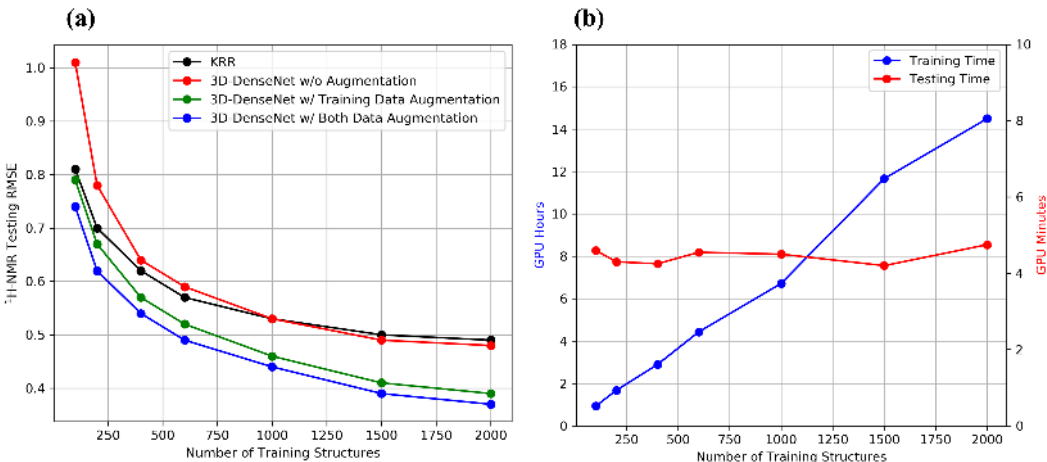 (a)
(b)
KRR
3D-DenseNet w/o Augmentation
3D-DenseNet w/ Training Data Augmentation
3D-DenseNet w/ Both Data Augmentation
1.0
0.9
0.8
0.7
0.6
0.5
0.4
¹H-NMR Testing RMSE
250 500 750 1000 1250 1500 1750 2000
Number of Training Structures
Training Time
Testing Time
18
16
14
12
10
8
6
4
2
0
GPU Hours
10
8
6
4
2
0
GPU Minutes
250 500 750 1000 1250 1500 1750 2000
Number of Training Structures